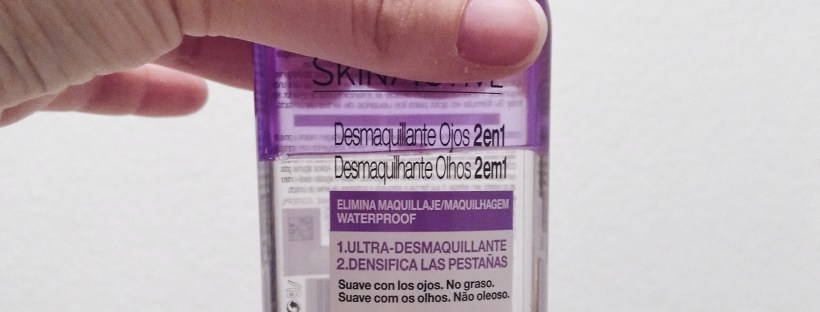 SKINACTIVE
Desmaquillante Ojos 2en1
Desmaquilhante Olhos 2em1
ELIMINA MAQUILLAJE/MAQUILHAGEM
WATERPROOF
1.ULTRA-DESMAQUILLANTE
2.DENSIFICA LAS PESTAÑAS
Suave con los ojos. No graso.
Suave com os olhos. Não oleoso.